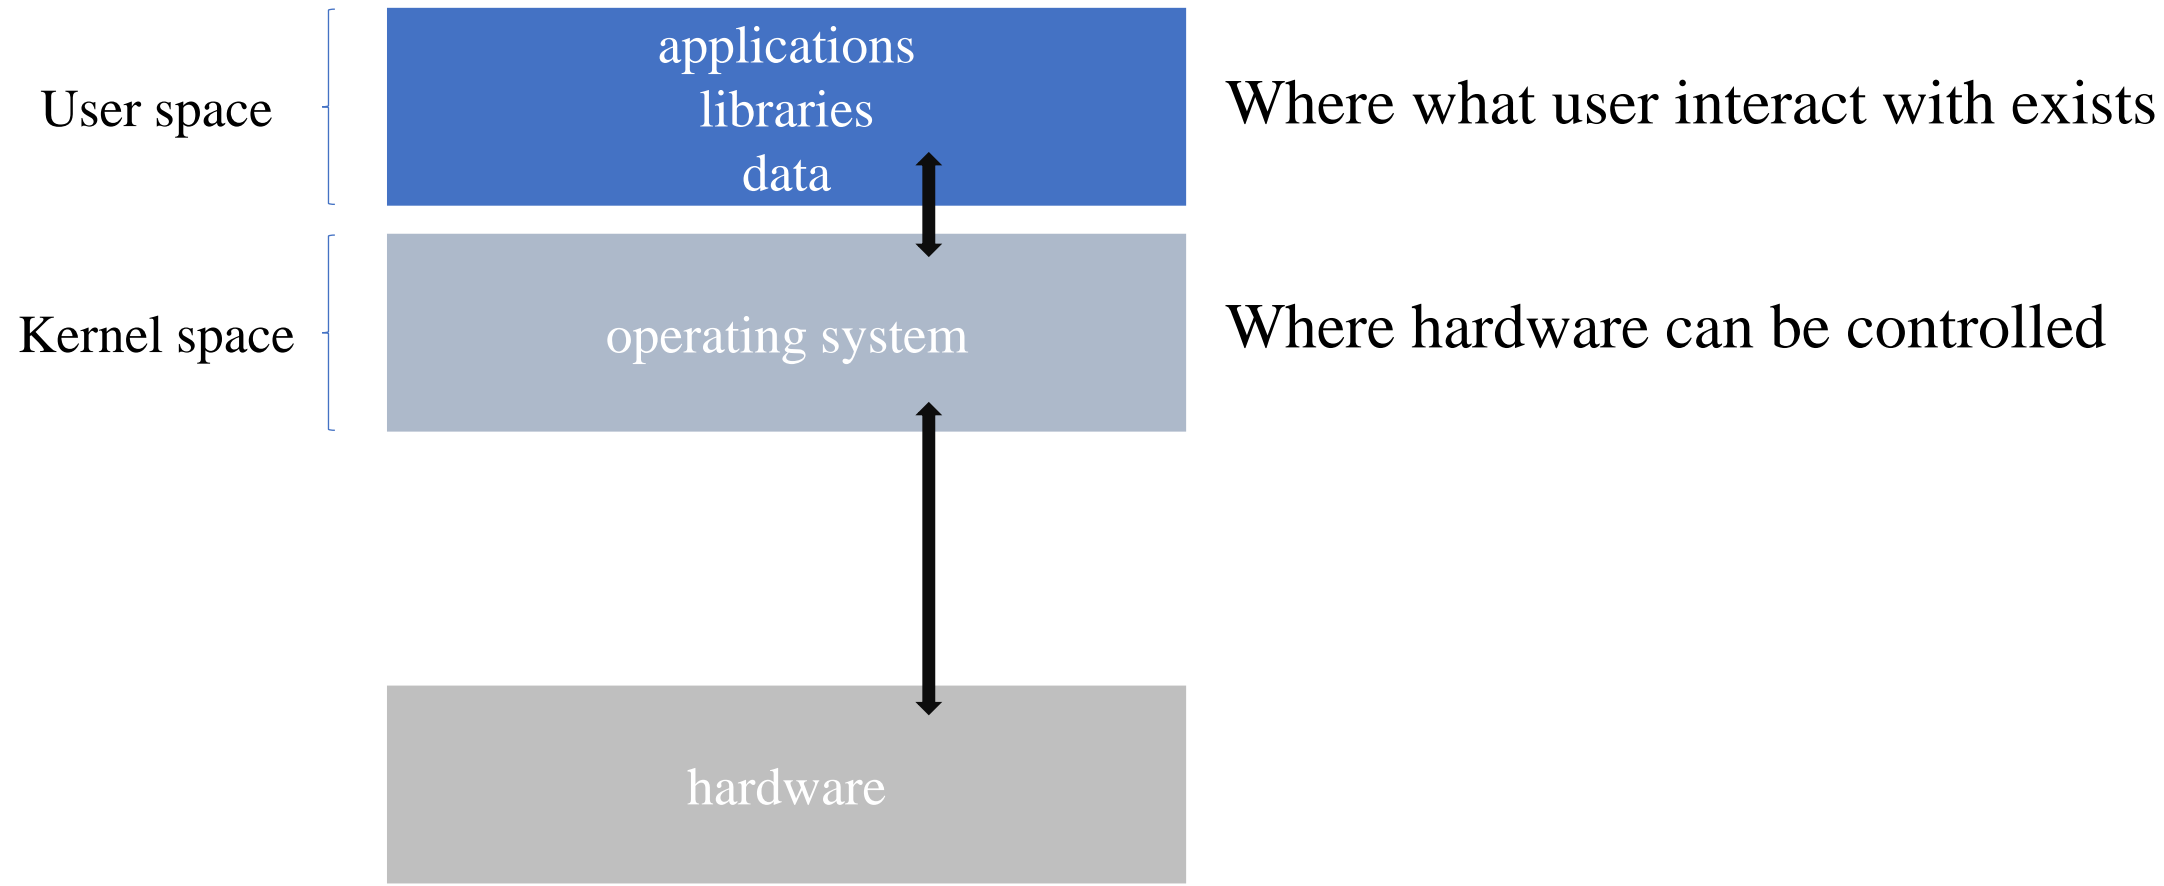 applications
libraries
data
User space
Where what user interact with exists
operating system
Kernel space
Where hardware can be controlled
hardware